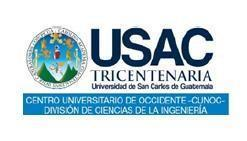 USAC
TRICENTENARIA
Universidad de San Carlos de Guatemala
CENTRO UNIVERSITARIO DE OCCIDENTE -CUNOC-
DIVISIÓN DE CIENCIAS DE LA INGENIERÍA